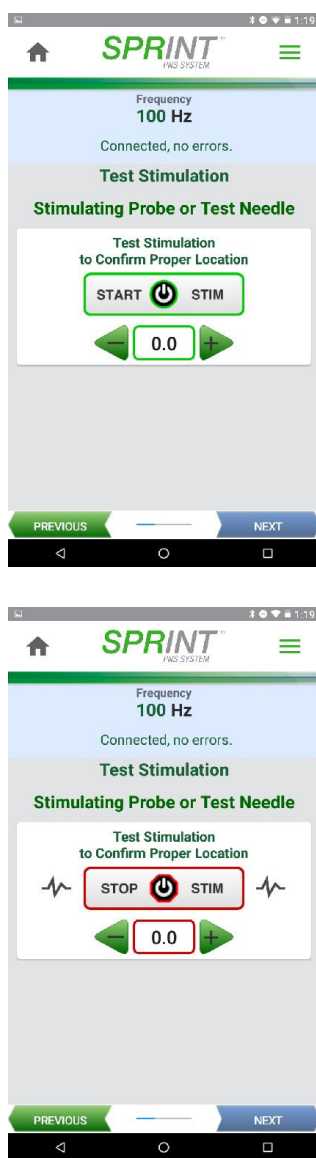 1:19
SPRINT™
PNS SYSTEM
Frequency
100 Hz
Connected, no errors.
Test Stimulation
Stimulating Probe or Test Needle
Test Stimulation
to Confirm Proper Location
START STIM
− 0.0 +
PREVIOUS NEXT
1:19
SPRINT™
PNS SYSTEM
Frequency
100 Hz
Connected, no errors.
Test Stimulation
Stimulating Probe or Test Needle
Test Stimulation
to Confirm Proper Location
STOP STIM
− 0.0 +
PREVIOUS NEXT